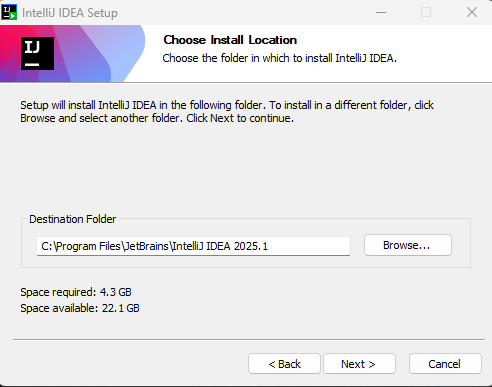 IntelliJ IDEA Setup
IJ
Choose Install Location
Choose the folder in which to install IntelliJ IDEA.
Setup will install IntelliJ IDEA in the following folder. To install in a different folder, click
Browse and select another folder. Click Next to continue.
Destination Folder
C:\Program Files\JetBrains\IntelliJ IDEA 2025.1
Browse...
Space required: 4.3 GB
Space available: 22.1 GB
< Back
Next >
Cancel